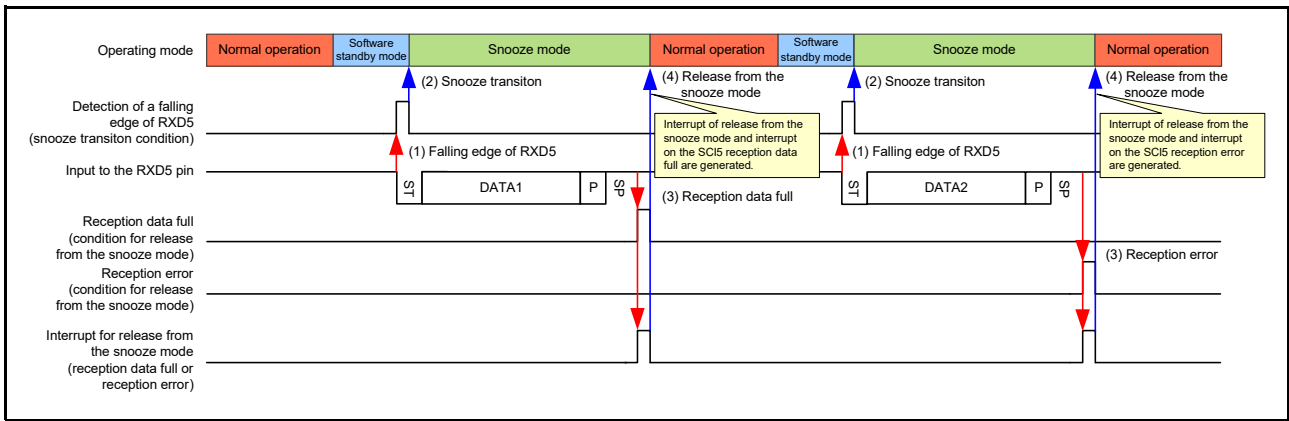 Operating mode
Normal operation
Software
standby mode
Snooze mode
Normal operation
Software
standby mode
Snooze mode
Normal operation
(2) Snooze transiton
(4) Release from the
snooze mode
(2) Snooze transiton
(4) Release from the
snooze mode
Detection of a falling
edge of RXD5
(snooze transiton condition)
Interrupt of release from the
snooze mode and interrupt
on the SCI5 reception data
full are generated.
Interrupt of release from the
snooze mode and interrupt
on the SCI5 reception error
are generated.
(1) Falling edge of RXD5
(1) Falling edge of RXD5
Input to the RXD5 pin
ST
DATA1
P
SP
ST
DATA2
P
SP
(3) Reception data full
Reception data full
(condition for release
from the snooze mode)
(3) Reception error
Reception error
(condition for release
from the snooze mode)
Interrupt for release from
the snooze mode
(reception data full or
reception error)